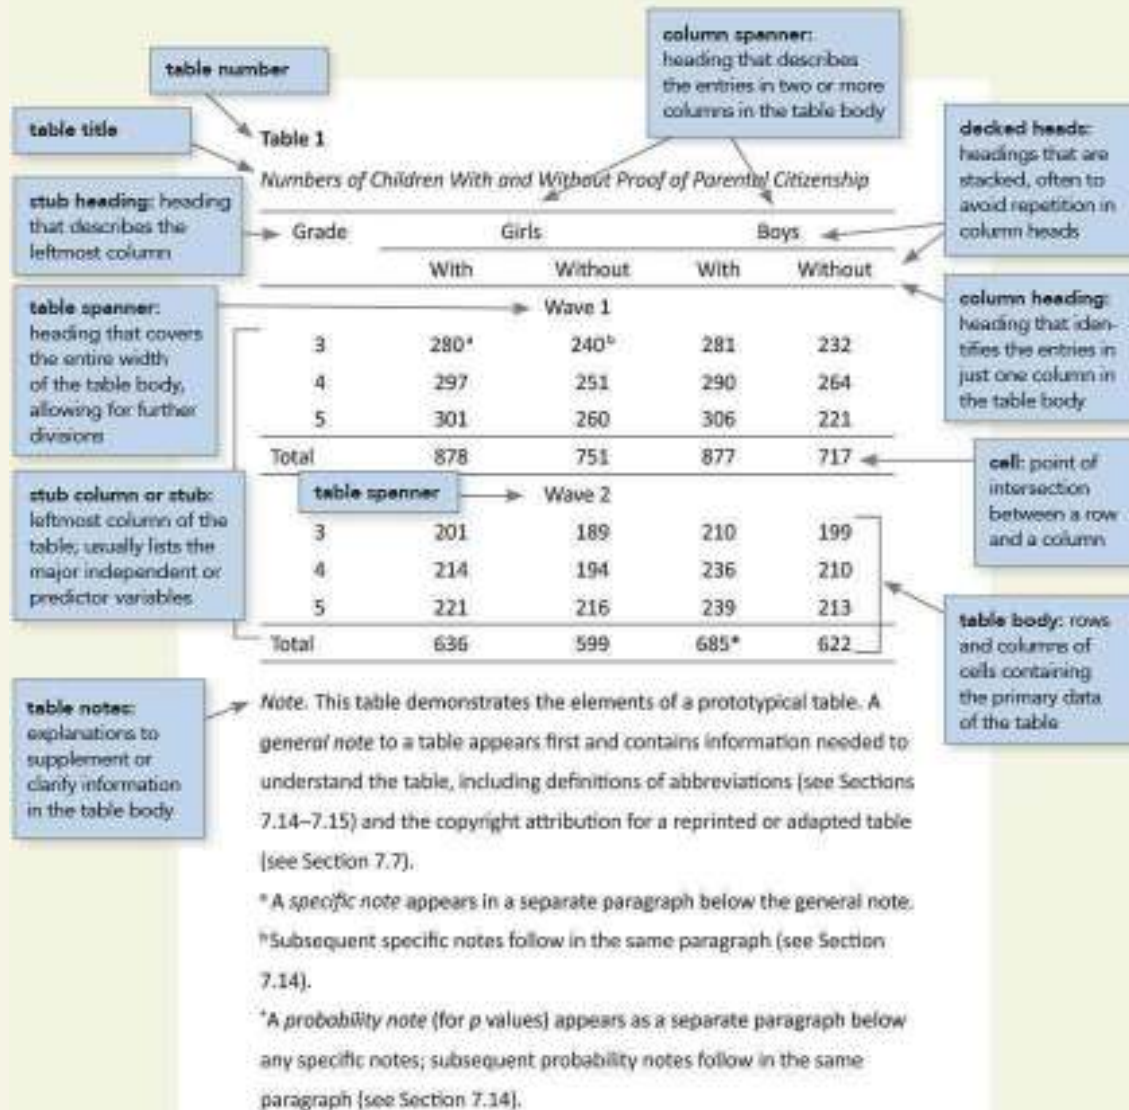 table number
column spanner:
heading that describes
the entries in two or more
columns in the table body
table title
Table 1
decked heads:
headings that are
stacked, often to
avoid repetition in
column heads
Numbers of Children With and Without Proof of Parental Citizenship
stub heading: heading
that describes the
leftmost column
Grade Girls Boys
With Without With Without
table spanner:
heading that covers
the entire width
of the table body,
allowing for further
divisions
Wave 1
column heading:
heading that iden-
tifies the entries in
just one column in
the table body
3 280ᵃ 240ᵇ 281 232
4 297 251 290 264
5 301 260 306 221
Total 878 751 877 717
cell: point of
intersection
between a row
and a column
stub column or stub:
leftmost column of the
table; usually lists the
major independent or
predictor variables
table spanner
Wave 2
3 201 189 210 199
4 214 194 236 210
5 221 216 239 213
Total 636 599 685* 622
table body: rows
and columns of
cells containing
the primary data
of the table
table notes:
explanations to
supplement or
clarify information
in the table body
Note. This table demonstrates the elements of a prototypical table. A
general note to a table appears first and contains information needed to
understand the table, including definitions of abbreviations (see Sections
7.14–7.15) and the copyright attribution for a reprinted or adapted table
(see Section 7.7).
ᵃ A specific note appears in a separate paragraph below the general note.
ᵇ Subsequent specific notes follow in the same paragraph (see Section
7.14).
*A probability note (for p values) appears as a separate paragraph below
any specific notes; subsequent probability notes follow in the same
paragraph (see Section 7.14).